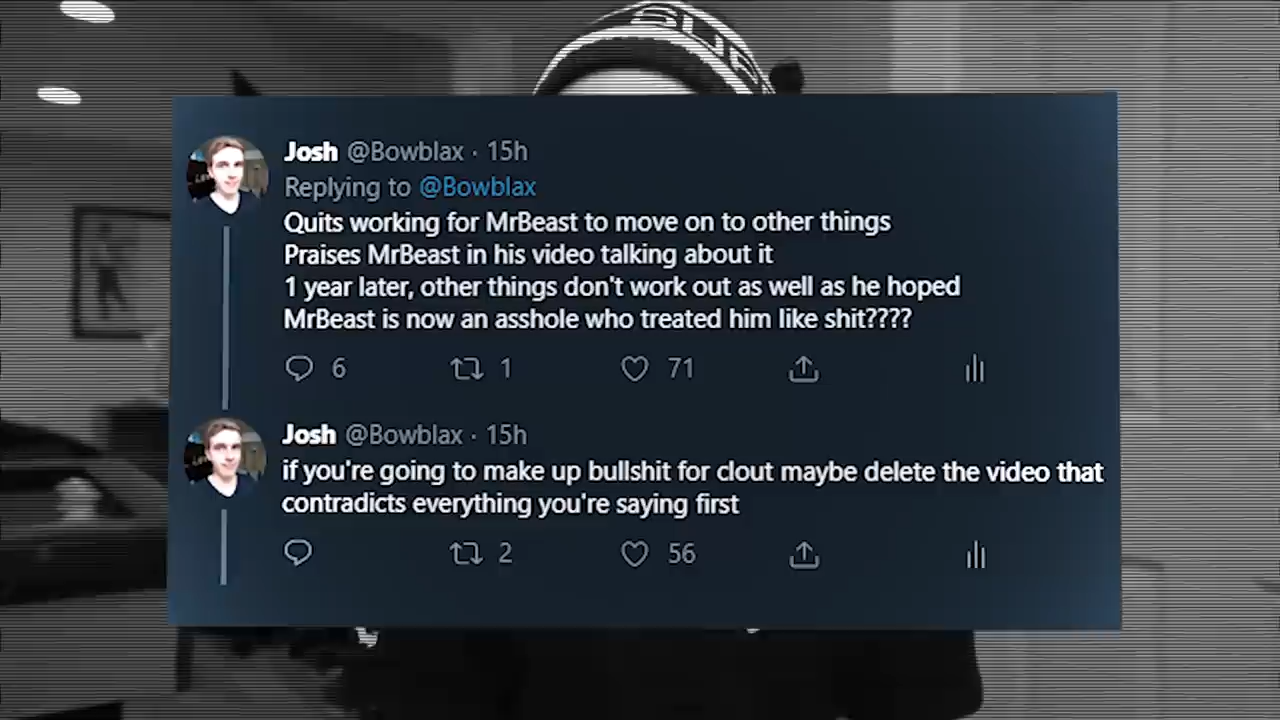 Josh @Bowblax · 15h
Replying to @Bowblax
Quits working for MrBeast to move on to other things
Praises MrBeast in his video talking about it
1 year later, other things don't work out as well as he hoped
MrBeast is now an asshole who treated him like shit????
6 1 71
Josh @Bowblax · 15h
if you're going to make up bullshit for clout maybe delete the video that
contradicts everything you're saying first
2 56